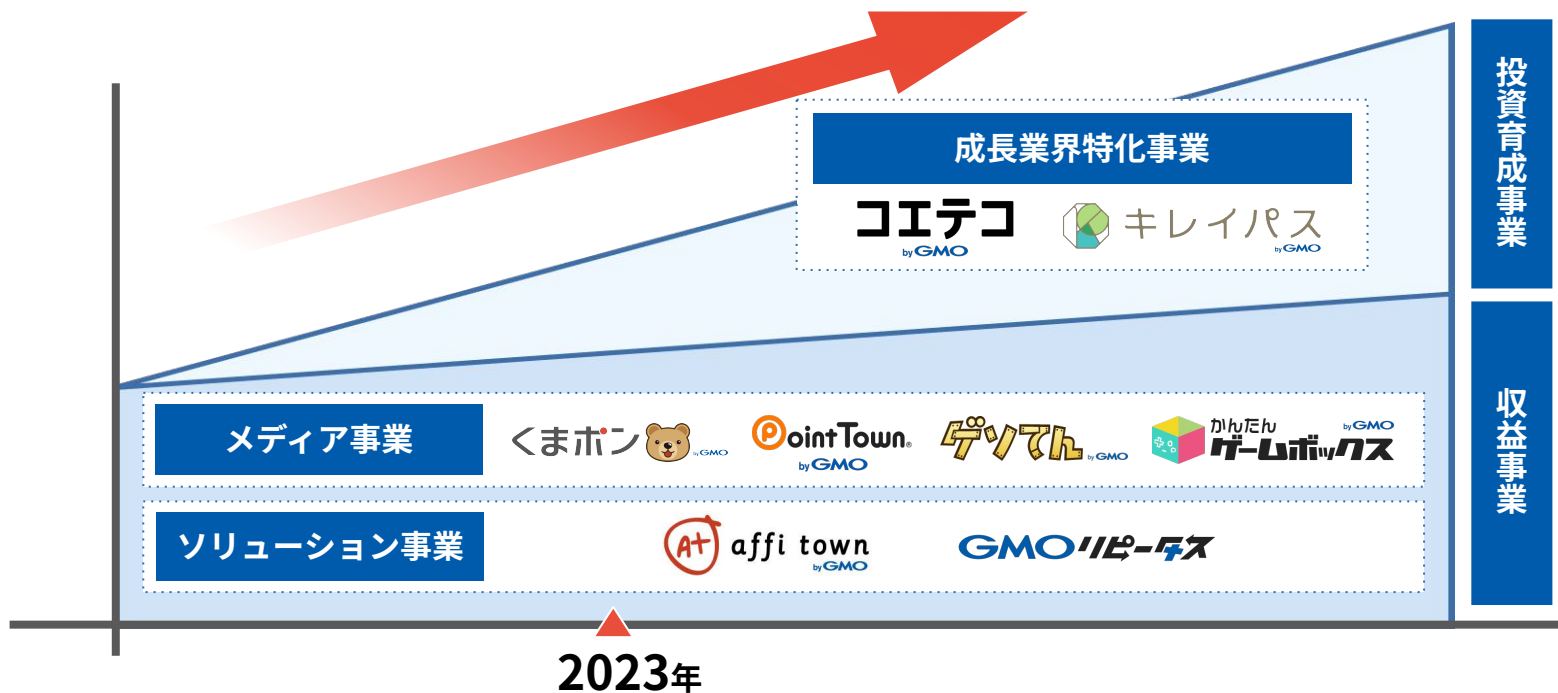 投資育成事業
成長業界特化事業
コエテコ
by GMO
キレイパス
by GMO
収益事業
メディア事業
くまポン
by GMO
PointTown®
by GMO
ゲソてん
by GMO
かんたん
ゲームボックス
by GMO
ソリューション事業
A+
affi town
by GMO
GMOリピータス
2023年